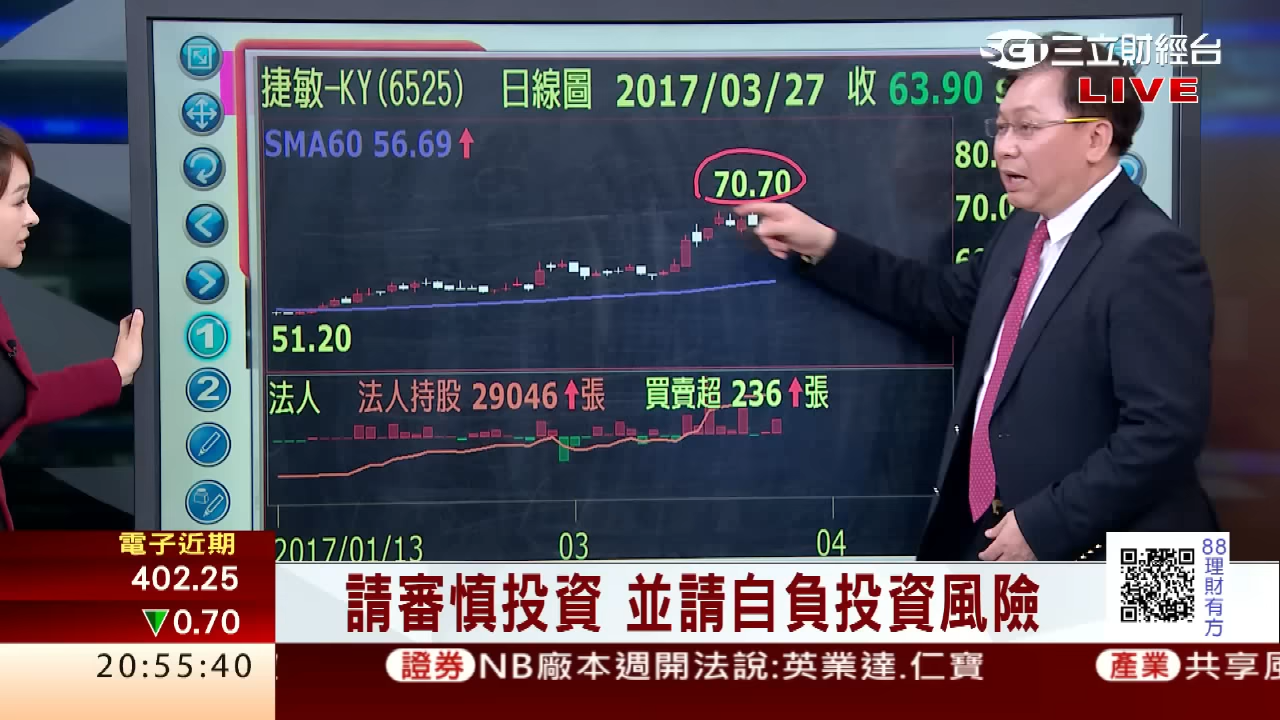 SET三立財經台
LIVE
捷敏-KY(6525) 日線圖 2017/03/27 收 63.90
SMA60 56.69↑
70.70
80.
70.0
51.20
法人 法人持股 29046↑張 買賣超 236↑張
2017/01/13 03 04
1
2
電子近期
402.25
▼0.70
請審慎投資 並請自負投資風險
88理財有方
20:55:40
證券 NB廠本週開法說:英業達.仁寶 產業 共享